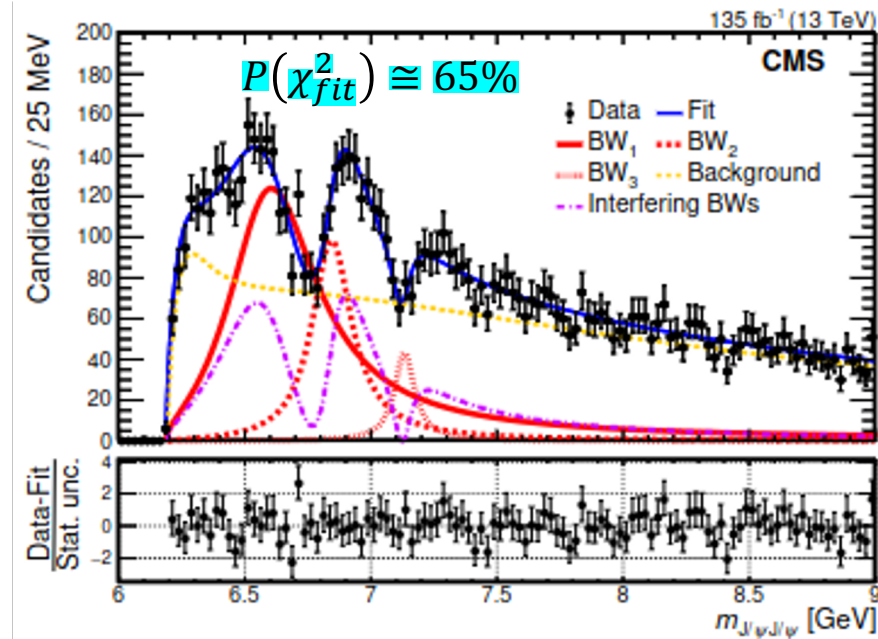 135 fb⁻¹ (13 TeV)
CMS
P(χ²_fit) ≅ 65%
Data
Fit
BW₁
BW₂
BW₃
Background
Interfering BWs
Candidates / 25 MeV
200
180
160
140
120
100
80
60
40
20
0
Data-Fit
Stat. unc.
4
2
0
−2
6 6.5 7 7.5 8 8.5 9
m_J/ψJ/ψ [GeV]